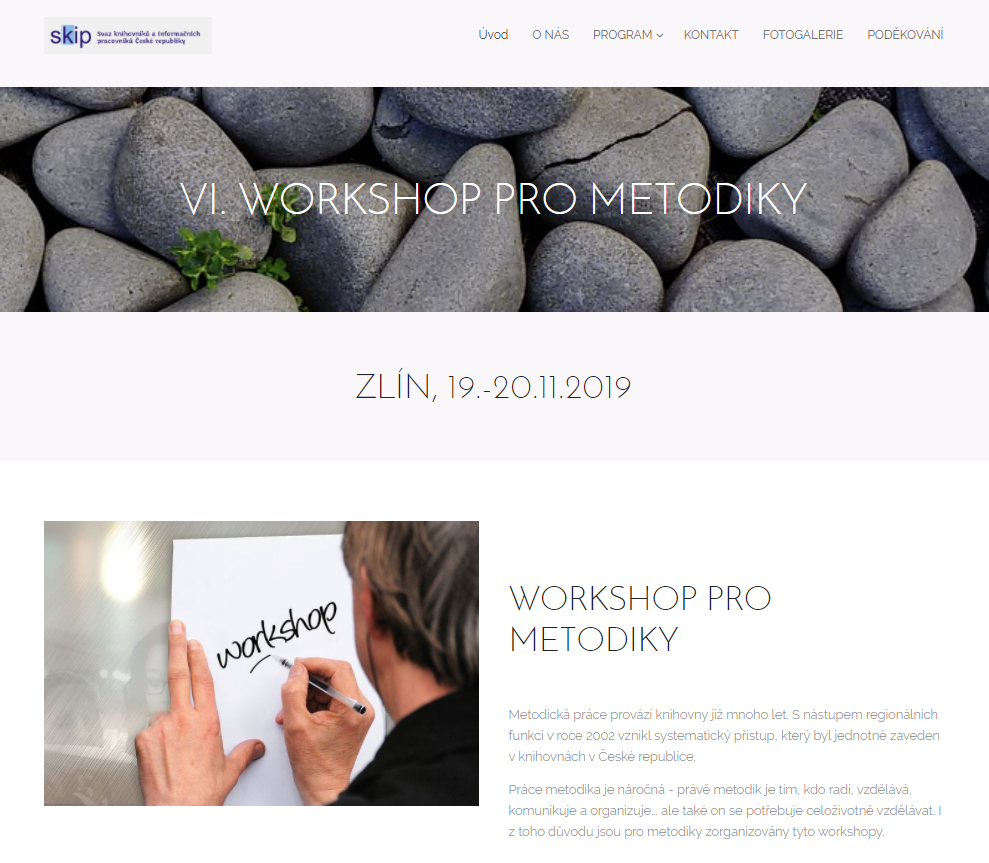 skip Svaz knihovníků a informačních
pracovníků České republiky
Úvod O NÁS PROGRAM KONTAKT FOTOGALERIE PODĚKOVÁNÍ
VI. WORKSHOP PRO METODIKY
ZLÍN, 19.-20.11.2019
workshop
WORKSHOP PRO
METODIKY
Metodická práce provází knihovny již mnoho let. S nástupem regionálních
funkcí v roce 2002 vznikl systematický přístup, který byl jednotně zaveden
v knihovnách v České republice.
Práce metodika je náročná - právě metodik je tím, kdo radí, vzdělává,
komunikuje a organizuje... ale také on se potřebuje celoživotně vzdělávat. I
z toho důvodu jsou pro metodiky zorganizovány tyto workshopy.